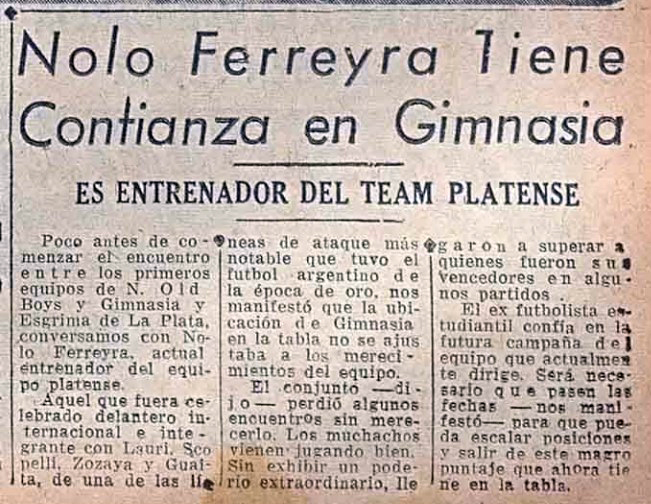 Nolo Ferreyra Tiene
Confianza en Gimnasia
ES ENTRENADOR DEL TEAM PLATENSE
Poco antes de co-
menzar el encuentro
entre los primeros
equipos de N. Old
Boys y Gimnasia y
Esgrima de La Plata,
conversamos con No-
lo Ferreyra, actual
entrenador del equi
po platense.
Aquel que fuera ce-
lebrado delantero in-
ternacional e inte-
grante con Lauri, Sco
pelli, Zozaya y Guai-
ta, de una de las lí
neas de ataque más
notable que tuvo el
futbol argentino de
la época de oro, nos
manifestó que la ubi-
cación de Gimnasia
en la tabla no se ajus
taba a los mereci-
mientos del equipo.
El conjunto —di-
jo— perdió algunos
encuentros sin mere-
cerlo. Los muchachos
vienen jugando bien.
Sin exhibir un po-
derío extraordinario, lle
garon a superar a
quienes fueron sus
vencedores en algu-
nos partidos.
El ex futbolista es-
tudiantil confía en la
futura campaña del
equipo que actualmen
te dirige. Será nece-
sario que pasen las
fechas —nos mani-
festó— para que pue-
da escalar posiciones
y salir de este magro
puntaje que ahora tie
ne en la tabla.